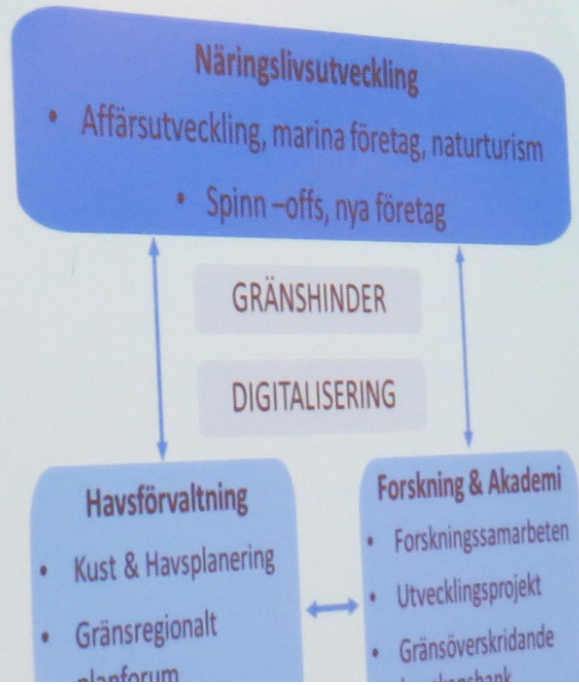 Näringslivsutveckling
• Affärsutveckling, marina företag, naturturism
• Spinn –offs, nya företag
GRÄNSHINDER
DIGITALISERING
Havsförvaltning
• Kust & Havsplanering
• Gränsregionalt
planforum
Forskning & Akademi
• Forskningssamarbeten
• Utvecklingsprojekt
• Gränsöverskridande